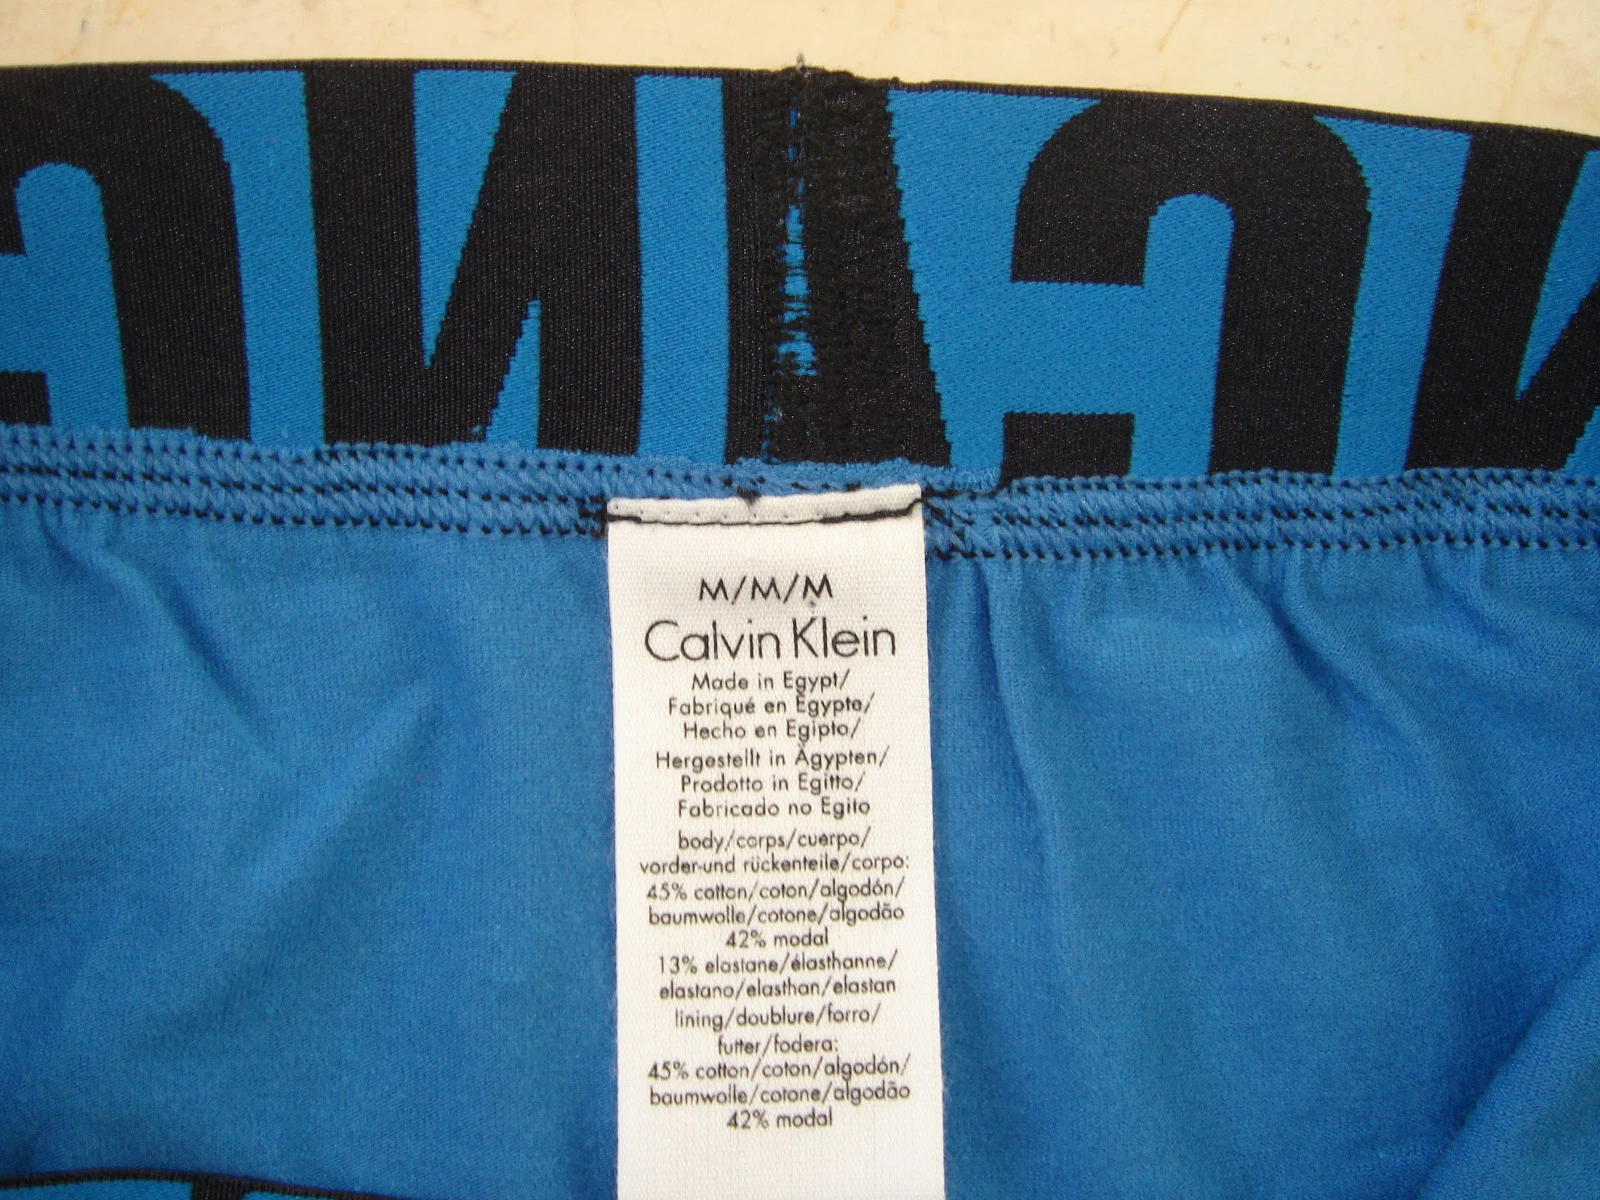 M/M/M
Calvin Klein
Made in Egypt/
Fabriqué en Egypte/
Hecho en Egipto/
Hergestellt in Ägypten/
Prodotto in Egitto/
Fabricado no Egito
body/corps/cuerpo/
vorder-und rückenteile/corpo:
45% cotton/coton/algodón/
baumwolle/cotone/algodão
42% modal
13% elastane/élasthanne/
elastano/elasthan/elastan
lining/doublure/forro/
futter/fodera:
45% cotton/coton/algodón/
baumwolle/cotone/algodão
42% modal